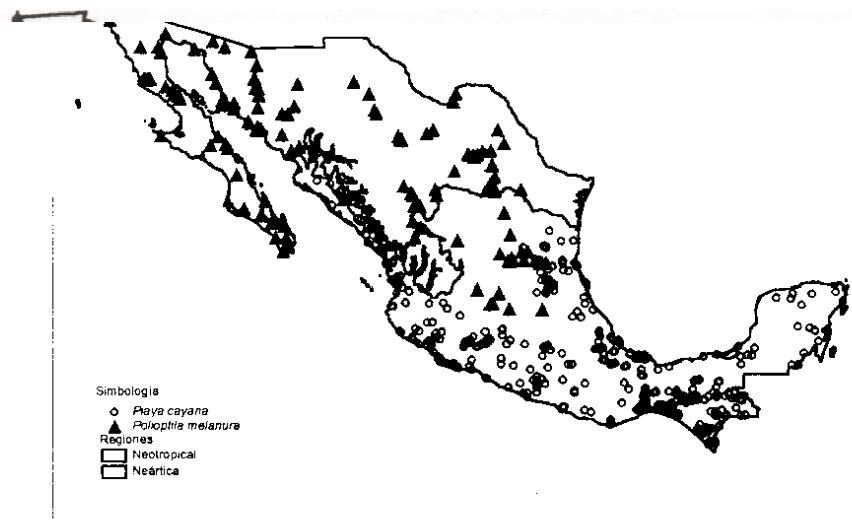 Simbología
Piaya cayana
Polioptila melanura
Regiones
Neotropical
Neártica